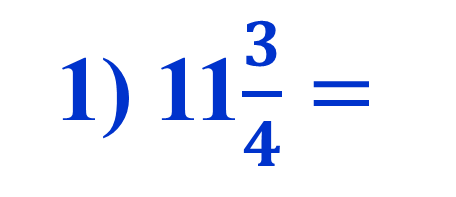 1) 11 3/4 =